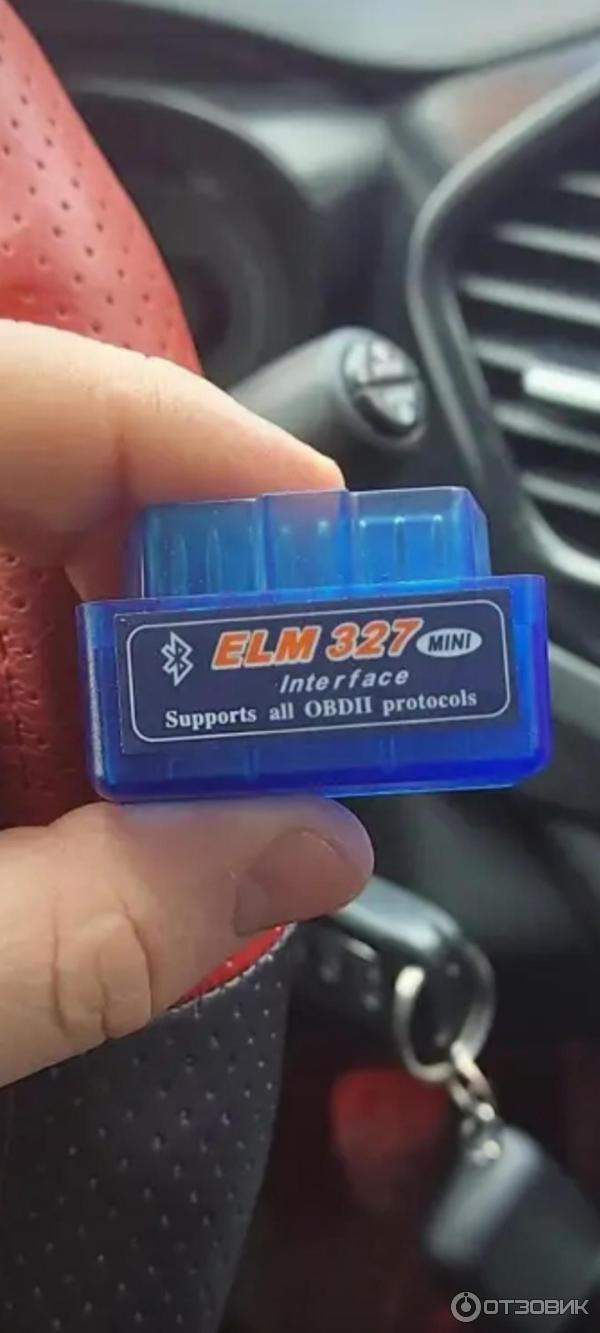 ELM 327 MINI
Interface
Supports all OBDII protocols
ОТЗОВИК